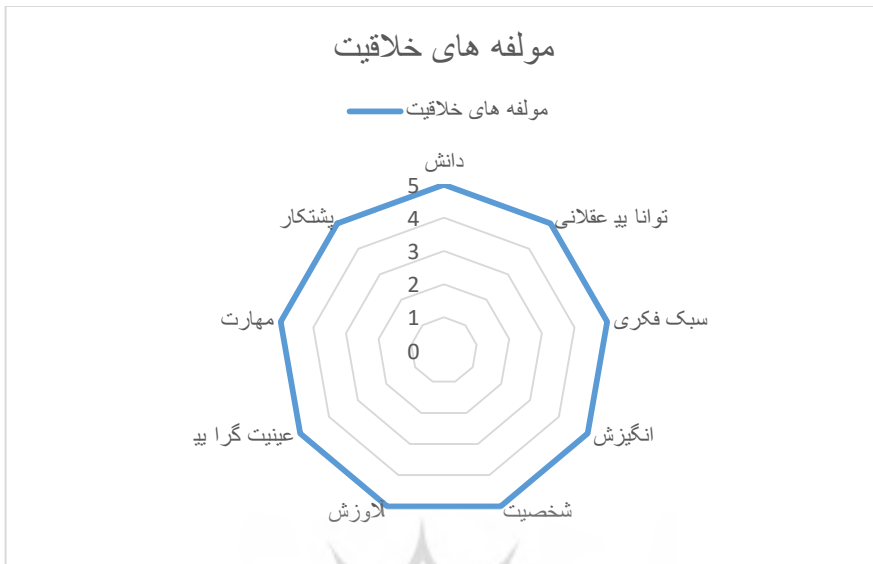 مولفه های خلاقیت
مولفه های خلاقیت
دانش
توانا یی عقلانی
سبک فکری
انگیزش
شخصیت
آوزش
عینیت گرا یی
مهارت
پشتکار
5
4
3
2
1
0